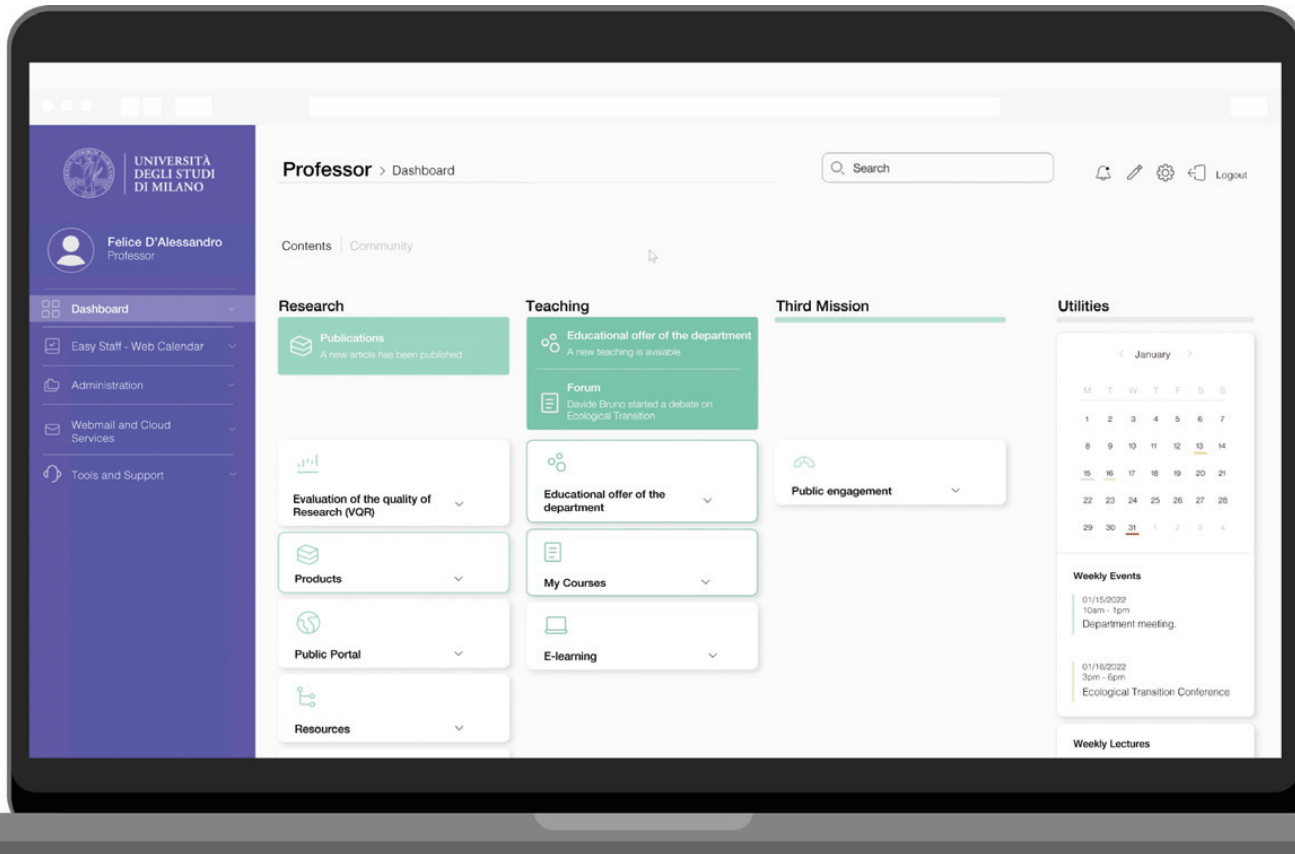 UNIVERSITÀ
DEGLI STUDI
DI MILANO
Felice D'Alessandro
Professor
Dashboard
Easy Staff - Web Calendar
Administration
Webmail and Cloud
Services
Tools and Support
Professor > Dashboard
Search
Logout
Contents | Community
Research
Publications
A new article has been published
Evaluation of the quality of
Research (VQR)
Products
Public Portal
Resources
Teaching
Educational offer of the department
A new teaching is avaiable
Forum
Davide Bruno started a debate on
Ecological Transition
Educational offer of the
department
My Courses
E-learning
Third Mission
Public engagement
Utilities
< January >
M T W T F S S
1 2 3 4 5 6 7
8 9 10 11 12 13 14
15 16 17 18 19 20 21
22 23 24 25 26 27 28
29 30 31 1 2 3 4
Weekly Events
01/15/2022
10am - 1pm
Department meeting.
01/16/2022
3pm - 6pm
Ecological Transition Conference
Weekly Lectures